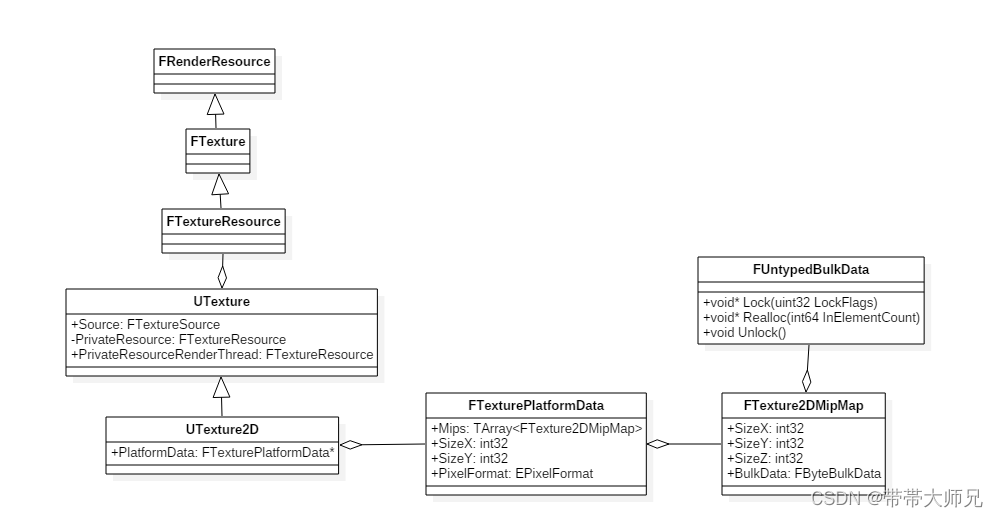 FRenderResource
FTexture
FTextureResource
UTexture
+Source: FTextureSource
-PrivateResource: FTextureResource
+PrivateResourceRenderThread: FTextureResource
UTexture2D
+PlatformData: FTexturePlatformData*
FTexturePlatformData
+Mips: TArray<FTexture2DMipMap>
+SizeX: int32
+SizeY: int32
+PixelFormat: EPixelFormat
FUntypedBulkData
+void* Lock(uint32 LockFlags)
+void* Realloc(int64 InElementCount)
+void Unlock()
FTexture2DMipMap
+SizeX: int32
+SizeY: int32
+SizeZ: int32
+BulkData: FByteBulkData
CSDN @带带大师兄